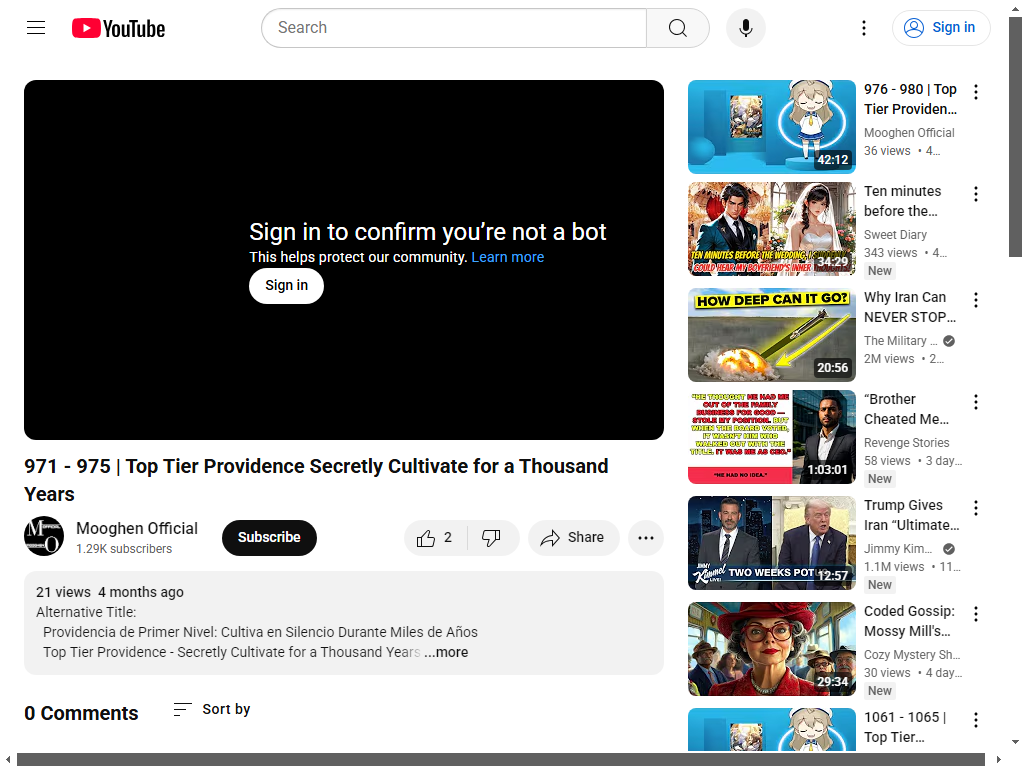 YouTube
Search
Sign in
Sign in to confirm you're not a bot
This helps protect our community. Learn more
Sign in
971 - 975 | Top Tier Providence Secretly Cultivate for a Thousand
Years
Mooghen Official
1.29K subscribers
Subscribe
2
Share
21 views 4 months ago
Alternative Title:
Providencia de Primer Nivel: Cultiva en Silencio Durante Miles de Años
Top Tier Providence - Secretly Cultivate for a Thousand Years ...more
0 Comments
Sort by
42:12
976 - 980 | Top
Tier Providen...
Mooghen Official
36 views • 4...
TEN MINUTES BEFORE THE WEDDING, I SUDDENLY
COULD HEAR MY BOYFRIEND'S INNER THOUGHTS
34:29
Ten minutes
before the...
Sweet Diary
343 views • 4...
New
HOW DEEP CAN IT GO?
20:56
Why Iran Can
NEVER STOP...
The Military ...
2M views • 2...
"HE THOUGHT HE HAD ME
OUT OF THE FAMILY
BUSINESS FOR GOOD —
STOLE MY POSITION. BUT
WHEN THE BOARD VOTED,
IT WASN'T HIM WHO
WALKED OUT WITH THE
TITLE. IT WAS ME AS CEO."
"HE HAD NO IDEA."
1:03:01
“Brother
Cheated Me...
Revenge Stories
58 views • 3 day...
New
JIMMY
Kimmel
LIVE!
TWO WEEKS POTUS
12:57
Trump Gives
Iran “Ultimate...
Jimmy Kim...
1.1M views • 11...
New
29:34
Coded Gossip:
Mossy Mill's...
Cozy Mystery Sh...
30 views • 4 day...
New
1061 - 1065 |
Top Tier...